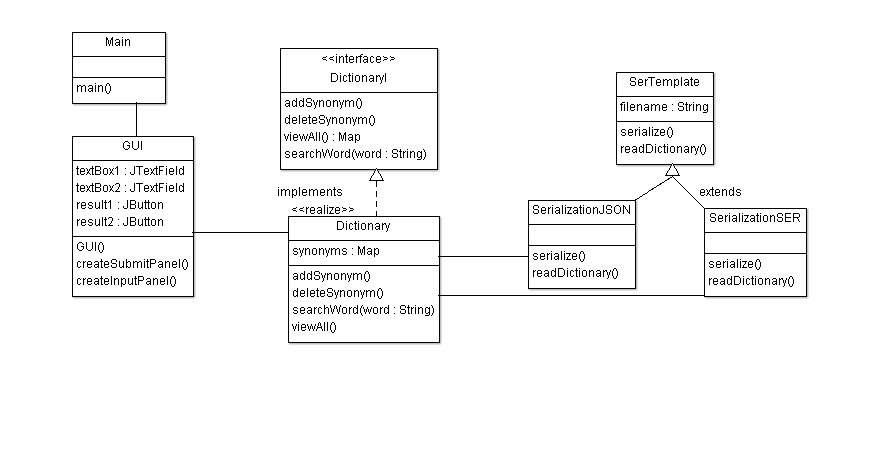 Main
main()
GUI
textBox1 : JTextField
textBox2 : JTextField
result1 : JButton
result2 : JButton
GUI()
createSubmitPanel()
createInputPanel()
<<interface>>
DictionaryI
addSynonym()
deleteSynonym()
viewAll() : Map
searchWord(word : String)
implements
<<realize>>
Dictionary
synonyms : Map
addSynonym()
deleteSynonym()
searchWord(word : String)
viewAll()
SerTemplate
filename : String
serialize()
readDictionary()
extends
SerializationJSON
serialize()
readDictionary()
SerializationSER
serialize()
readDictionary()